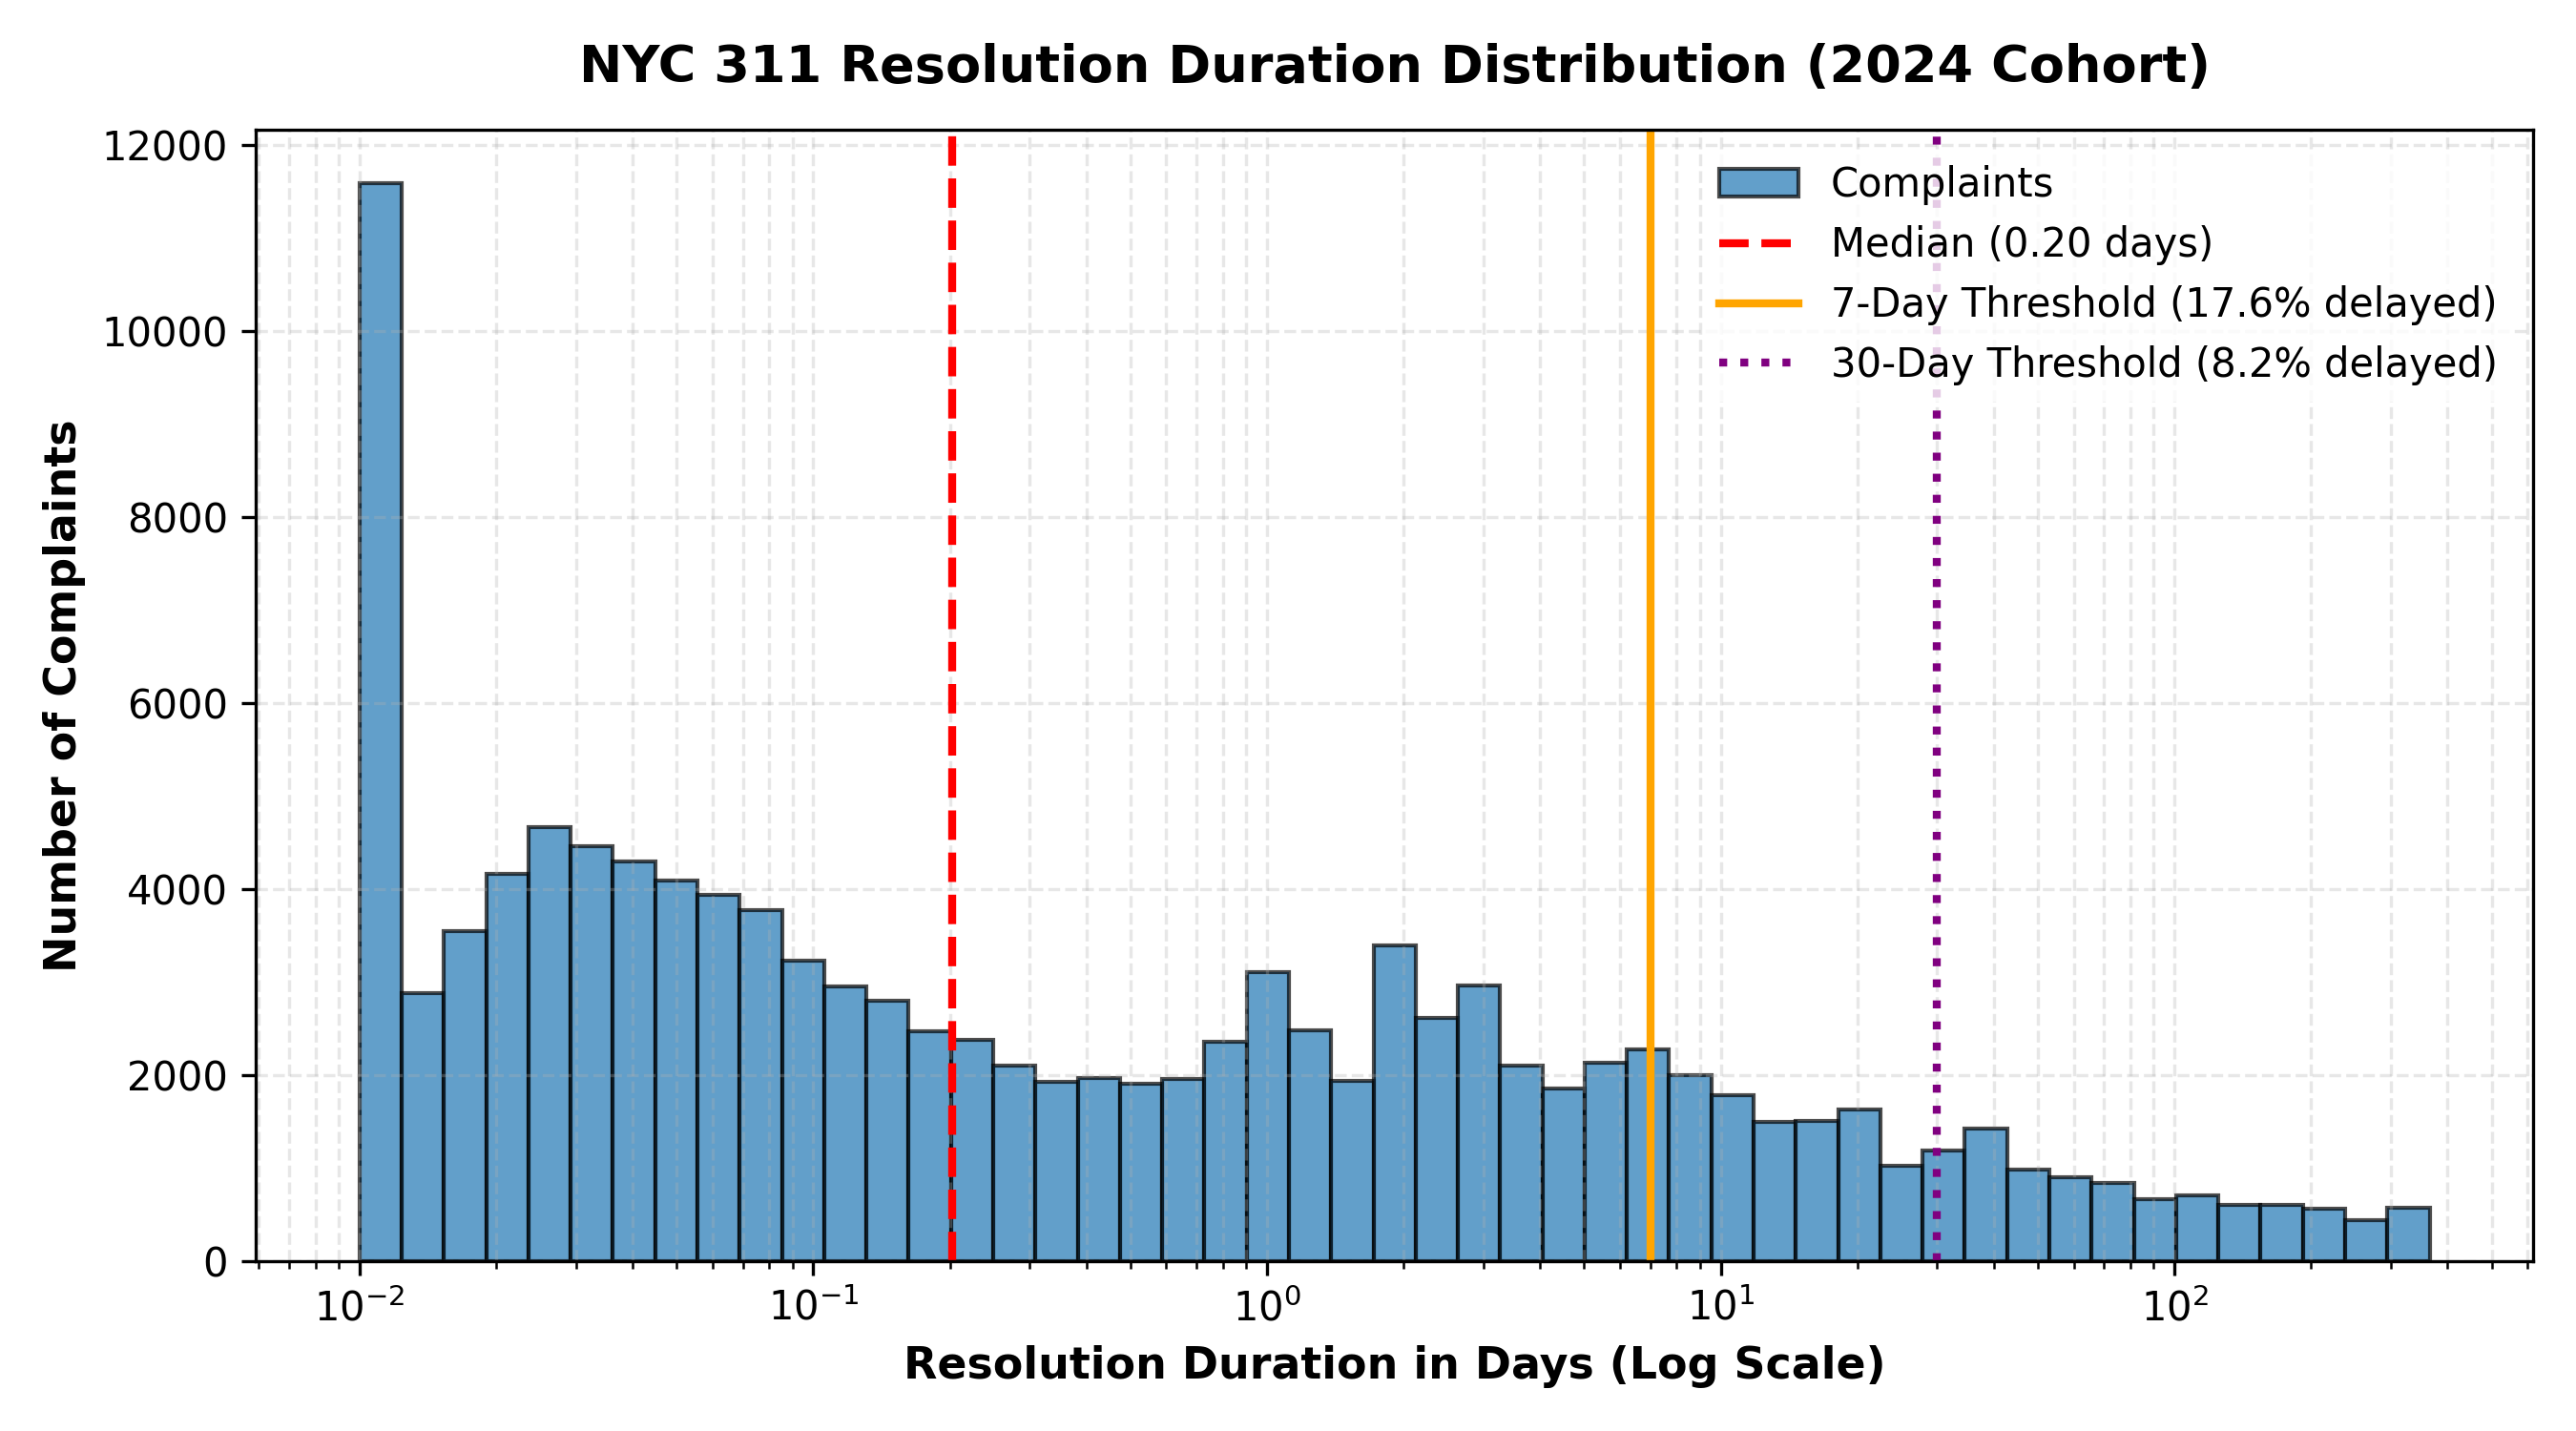 NYC 311 Resolution Duration Distribution (2024 Cohort)
Number of Complaints
12000
10000
8000
6000
4000
2000
0
Complaints
Median (0.20 days)
7-Day Threshold (17.6% delayed)
30-Day Threshold (8.2% delayed)
10⁻² 10⁻¹ 10⁰ 10¹ 10²
Resolution Duration in Days (Log Scale)